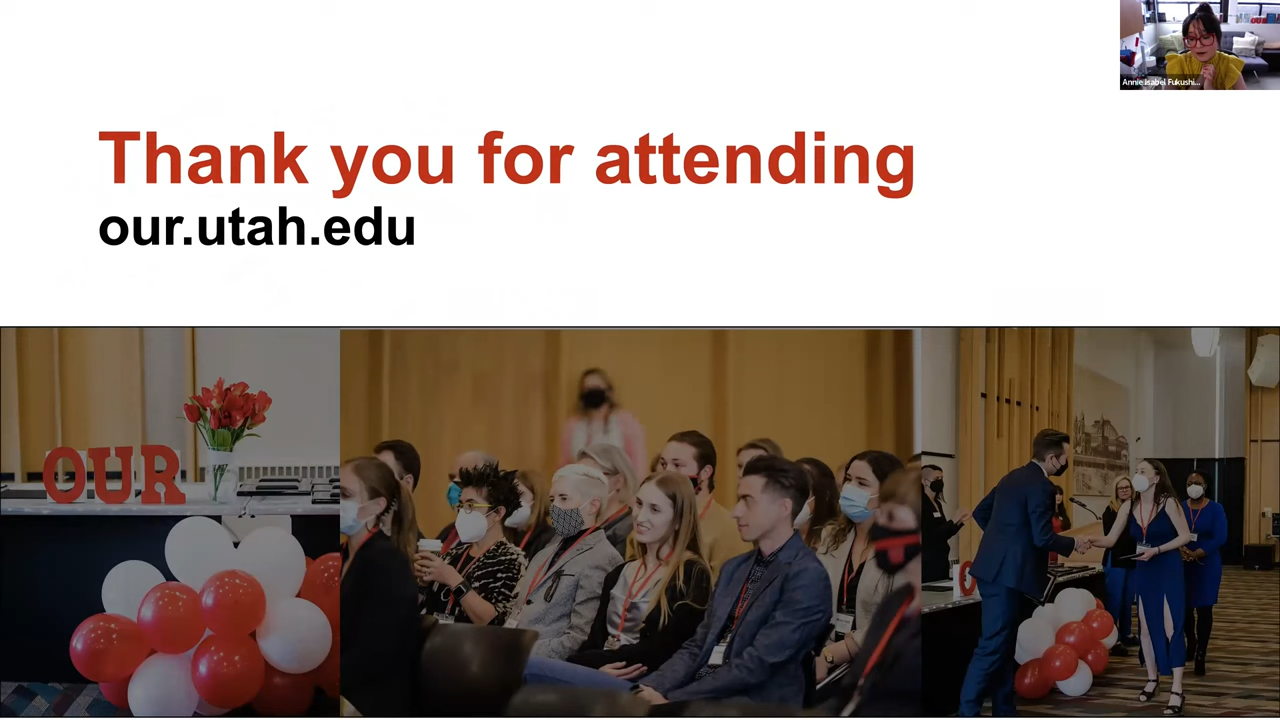 Annie Isabel Fukushi...
Thank you for attending
our.utah.edu
OUR